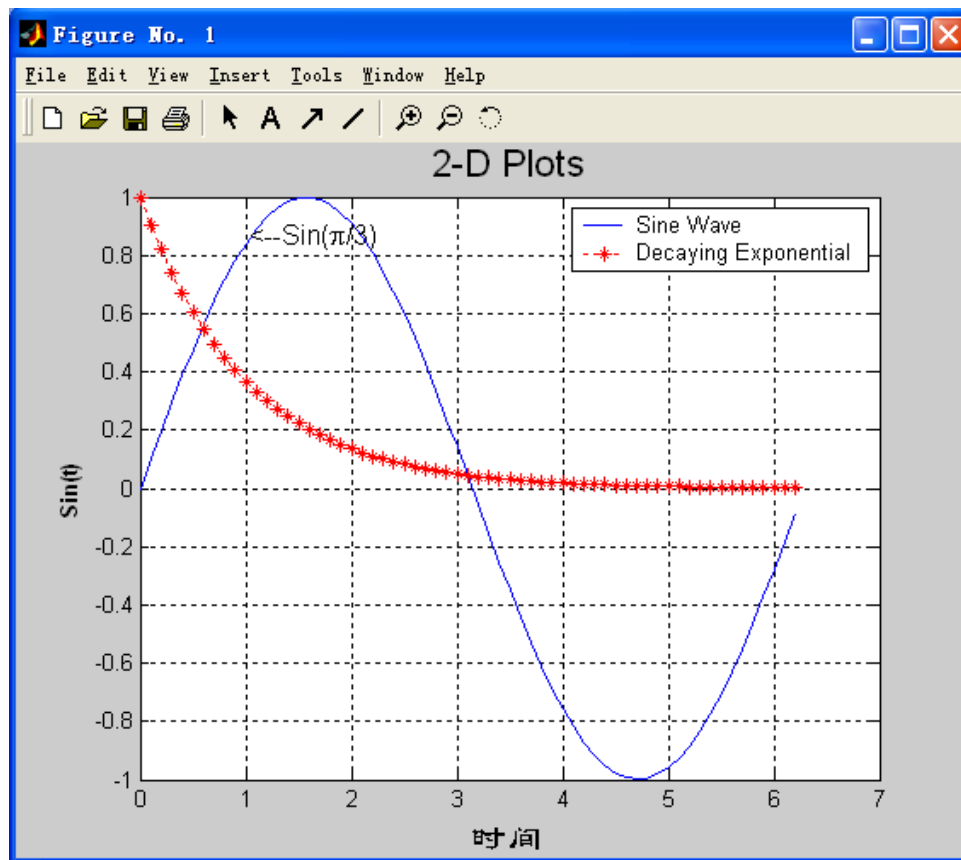 Figure No. 1
File Edit View Insert Tools Window Help
2-D Plots
1
0.8
0.6
0.4
0.2
0
-0.2
-0.4
-0.6
-0.8
-1
Sin(t)
<--Sin(π/3)
Sine Wave
Decaying Exponential
0 1 2 3 4 5 6 7
时间